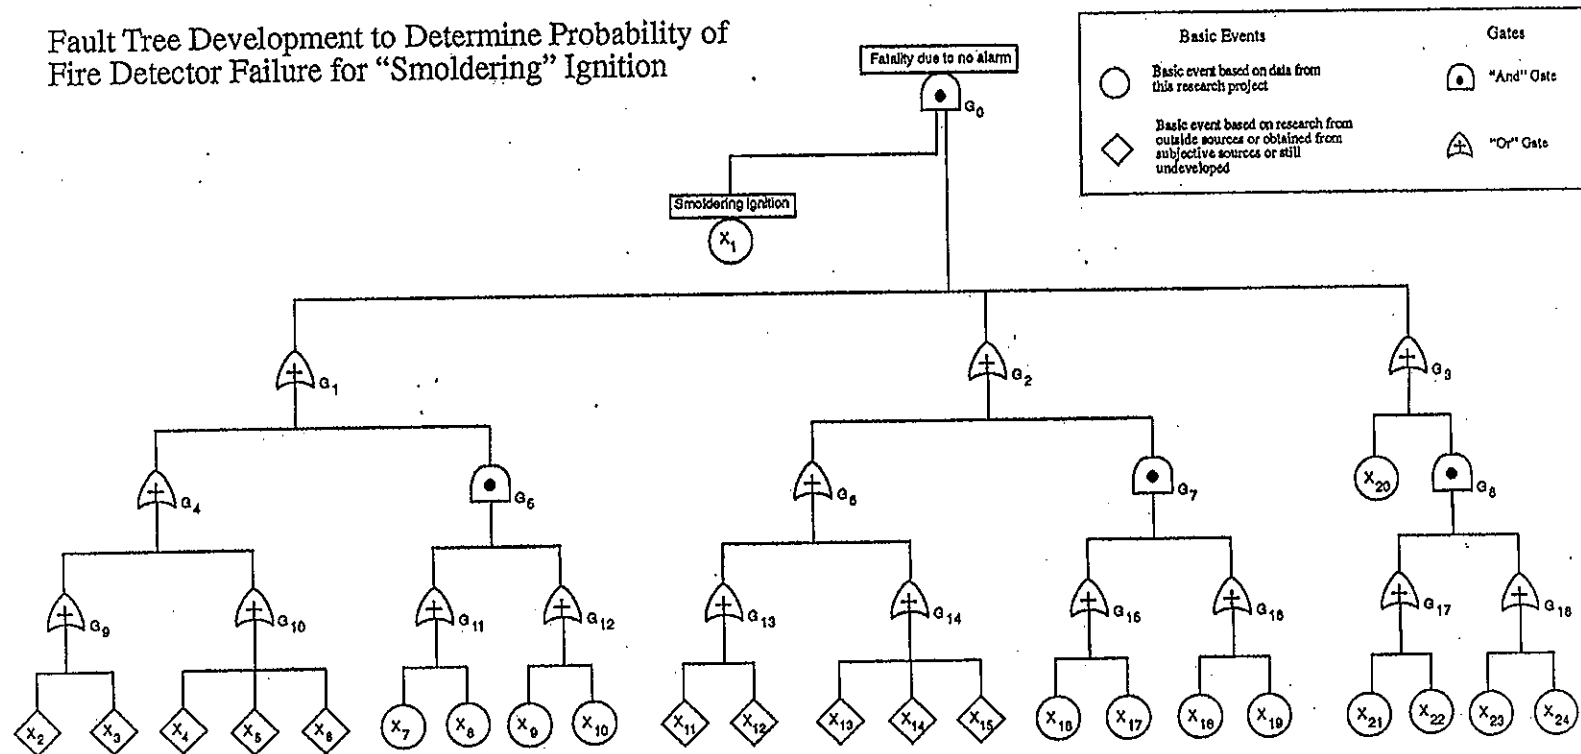 Fault Tree Development to Determine Probability of
Fire Detector Failure for “Smoldering” Ignition
Basic Events
Gates
Basic event based on data from
this research project
"And" Gate
Basic event based on research from
outside sources or obtained from
subjective sources or still
undeveloped
"Or" Gate
Fatality due to no alarm
G0
Smoldering Ignition
X1
G1
G2
G3
G4
G5
G6
G7
X20
G8
G9
G10
G11
G12
G13
G14
G15
G16
G17
G18
X2
X3
X4
X5
X6
X7
X8
X9
X10
X11
X12
X13
X14
X15
X16
X17
X18
X19
X21
X22
X23
X24